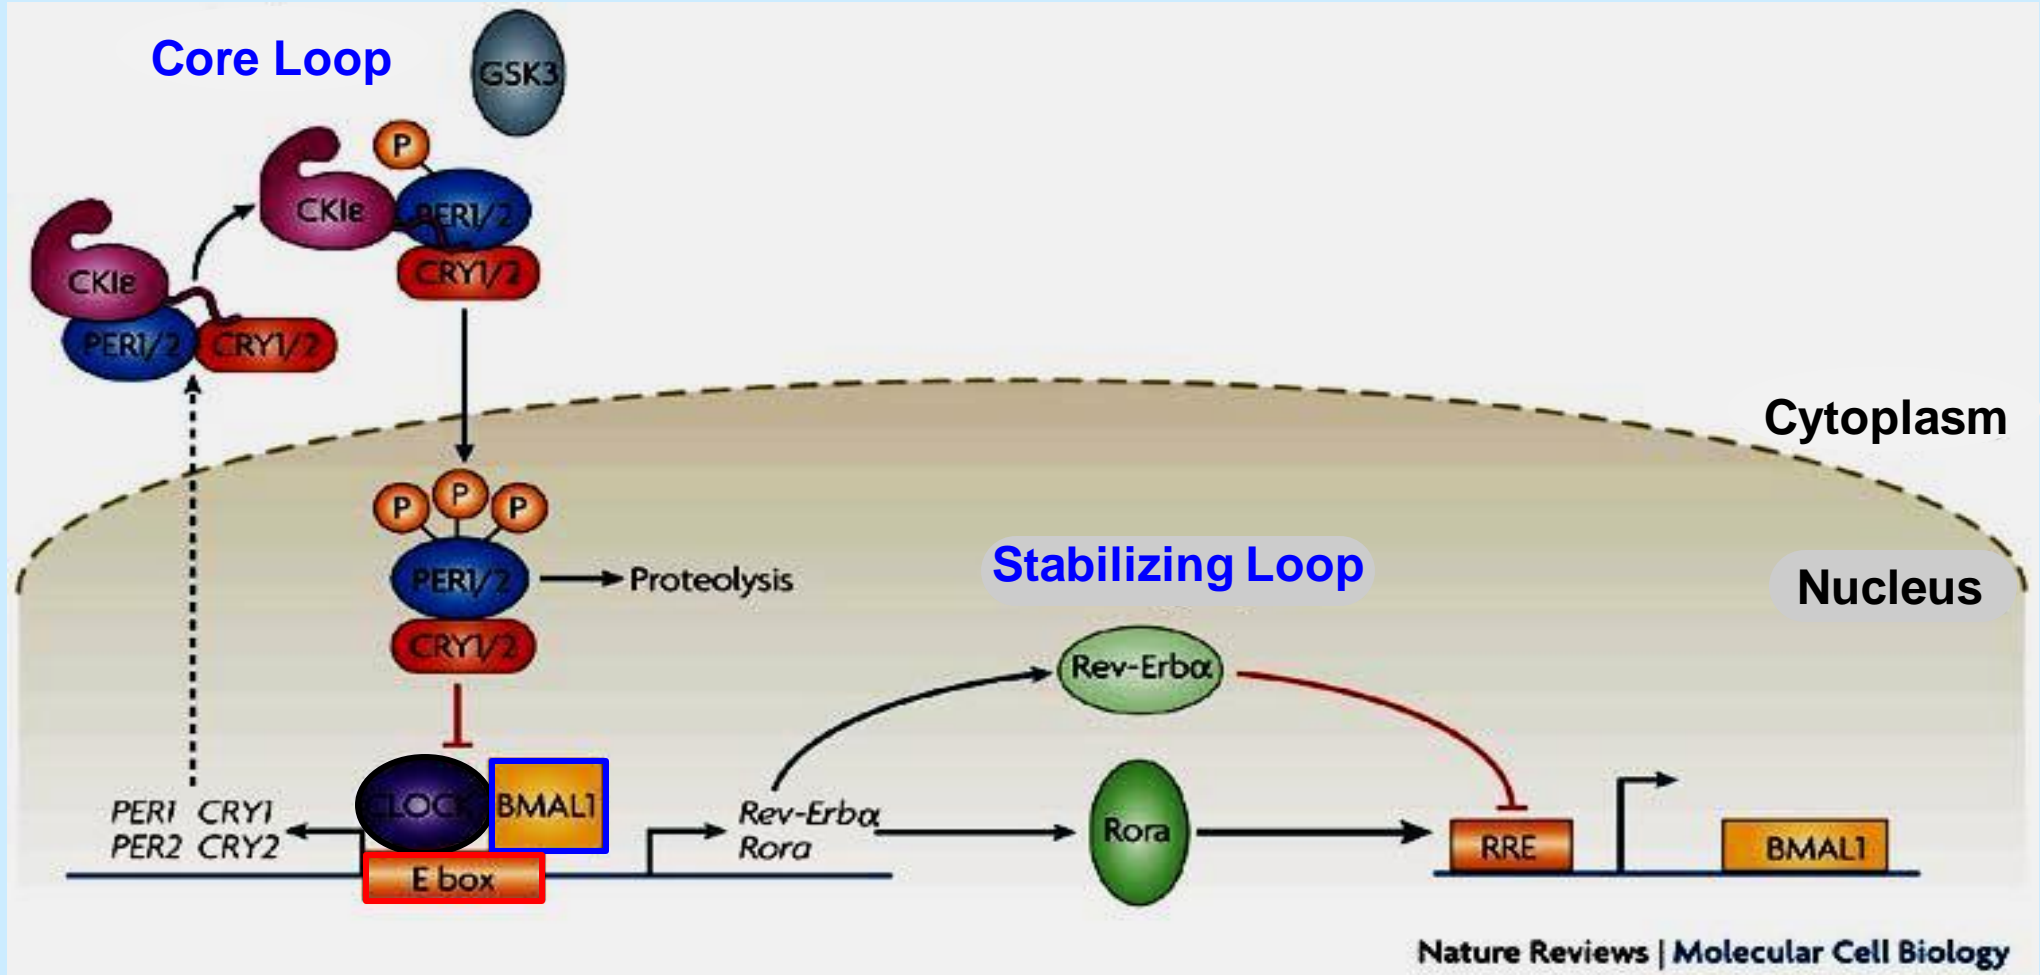 Core Loop
GSK3
P
CKIε
PER1/2
CRY1/2
CKIε
PER1/2
CRY1/2
Cytoplasm
P
P
P
PER1/2
Proteolysis
CRY1/2
Stabilizing Loop
Nucleus
Rev-Erbα
PER1 CRY1
PER2 CRY2
CLOCK
BMAL1
E box
Rev-Erbα
Rora
Rora
RRE
BMAL1
Nature Reviews | Molecular Cell Biology